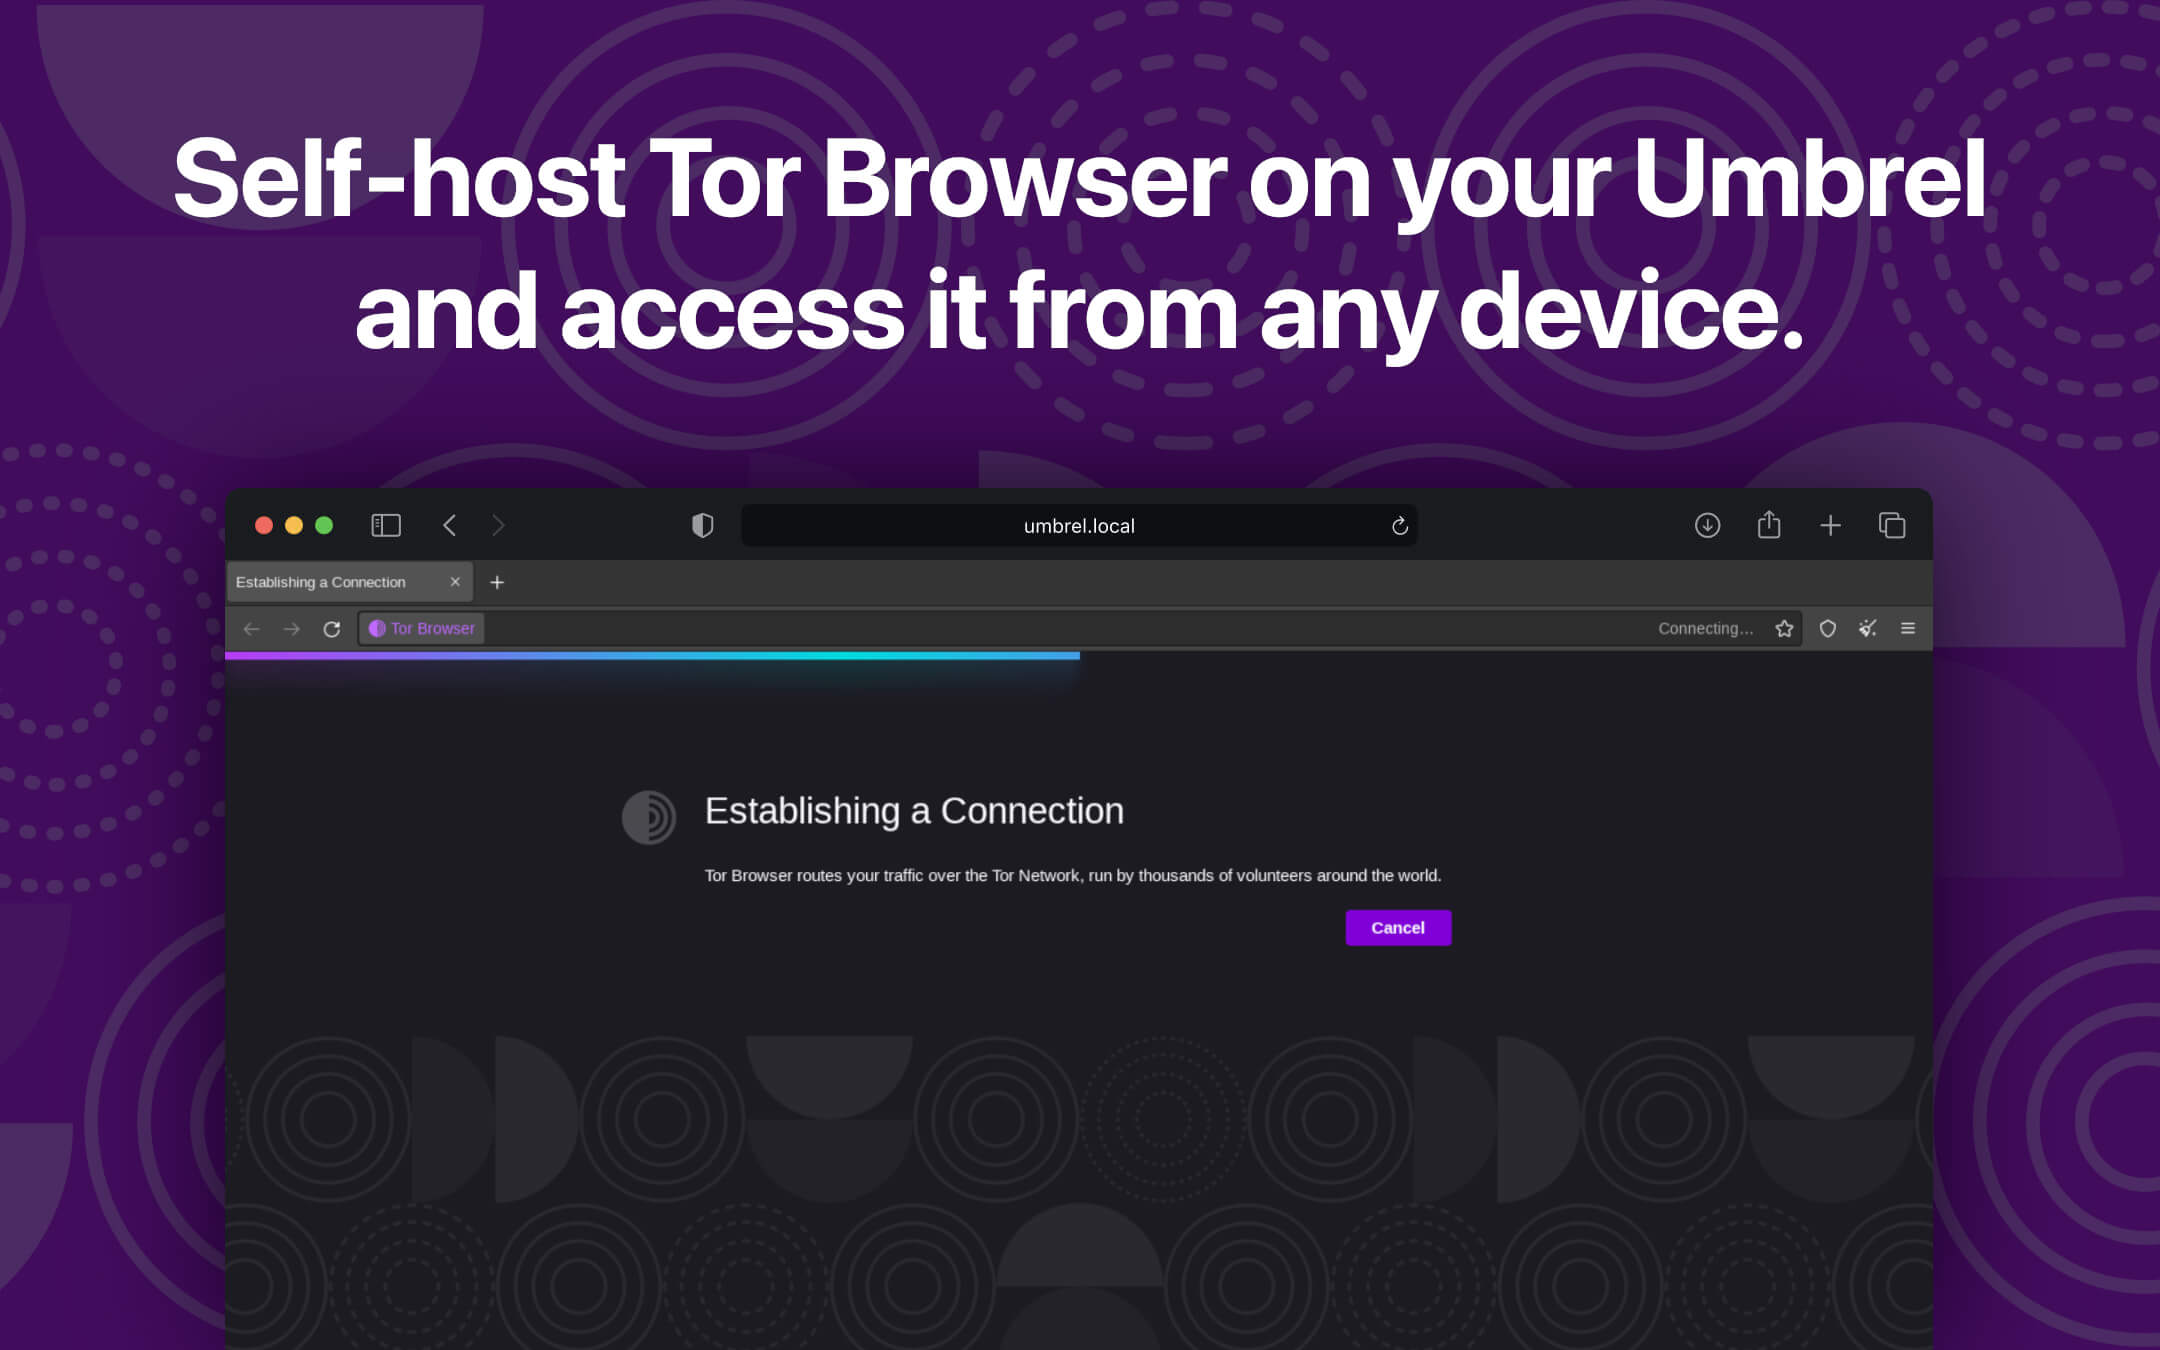 Self-host Tor Browser on your Umbrel
and access it from any device.
umbrel.local
Establishing a Connection
Tor Browser
Connecting...
Establishing a Connection
Tor Browser routes your traffic over the Tor Network, run by thousands of volunteers around the world.
Cancel